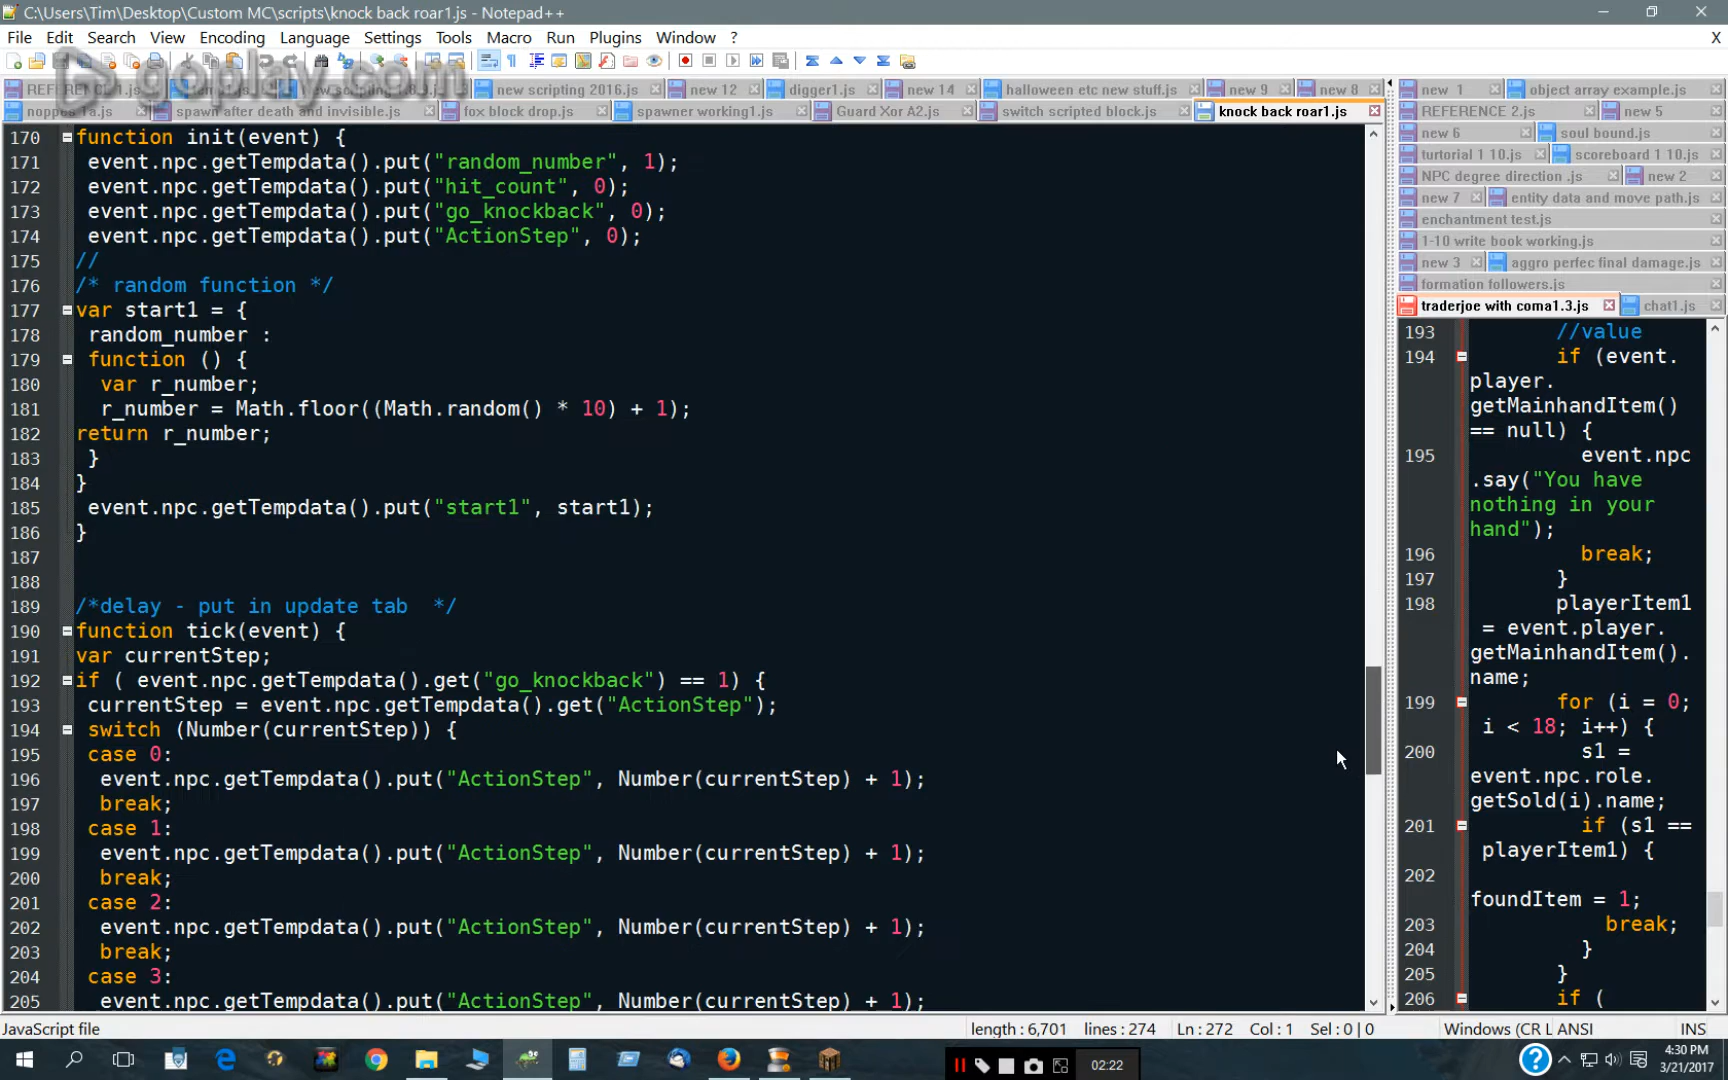 C:\Users\Tim\Desktop\Custom MC\scripts\knock back roar1.js - Notepad++
File Edit Search View Encoding Language Settings Tools Macro Run Plugins Window ? X
goplay.com
new scripting 2016.js new 12 digger1.js new 14 halloween etc new stuff.js new 9 new 8
noppes 1a.js spawn after death and invisible.js fox block drop.js spawner working1.js Guard Xor A2.js switch scripted block.js knock back roar1.js
170 function init(event) {
171 event.npc.getTempdata().put("random_number", 1);
172 event.npc.getTempdata().put("hit_count", 0);
173 event.npc.getTempdata().put("go_knockback", 0);
174 event.npc.getTempdata().put("ActionStep", 0);
175 //
176 /* random function */
177 var start1 = {
178 random_number :
179 function () {
180 var r_number;
181 r_number = Math.floor((Math.random() * 10) + 1);
182 return r_number;
183 }
184 }
185 event.npc.getTempdata().put("start1", start1);
186 }
187
188
189 /*delay - put in update tab */
190 function tick(event) {
191 var currentStep;
192 if ( event.npc.getTempdata().get("go_knockback") == 1) {
193 currentStep = event.npc.getTempdata().get("ActionStep");
194 switch (Number(currentStep)) {
195 case 0:
196 event.npc.getTempdata().put("ActionStep", Number(currentStep) + 1);
197 break;
198 case 1:
199 event.npc.getTempdata().put("ActionStep", Number(currentStep) + 1);
200 break;
201 case 2:
202 event.npc.getTempdata().put("ActionStep", Number(currentStep) + 1);
203 break;
204 case 3:
205 event.npc.getTempdata().put("ActionStep", Number(currentStep) + 1);
new 1 object array example.js
REFERENCE 2.js new 5
new 6 soul bound.js
turtorial 1 10.js scoreboard 1 10.js
NPC degree direction .js new 2
new 7 entity data and move path.js
enchantment test.js
1-10 write book working.js
new 3 aggro perfec final damage.js
formation followers.js
traderjoe with coma1.3.js chat1.js
193 //value
194 if (event.
player.
getMainhandItem()
== null) {
195 event.npc
.say("You have
nothing in your
hand");
196 break;
197 }
198 playerItem1
= event.player.
getMainhandItem().
name;
199 for (i = 0;
i < 18; i++) {
200 s1 =
event.npc.role.
getSold(i).name;
201 if (s1 ==
playerItem1) {
202
foundItem = 1;
203 break;
204 }
205 }
206 if (
JavaScript file length : 6,701 lines : 274 Ln : 272 Col : 1 Sel : 0 | 0 Windows (CR L ANSI INS
02:22
4:30 PM
3/21/2017